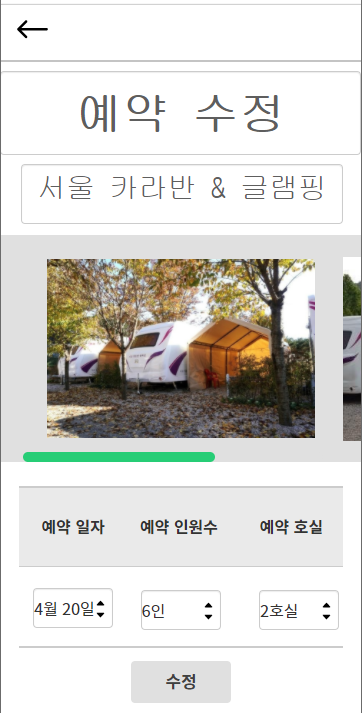 예약 수정
서울 카라반 & 글램핑
예약 일자 예약 인원수 예약 호실
4월 20일 6인 2호실
수정